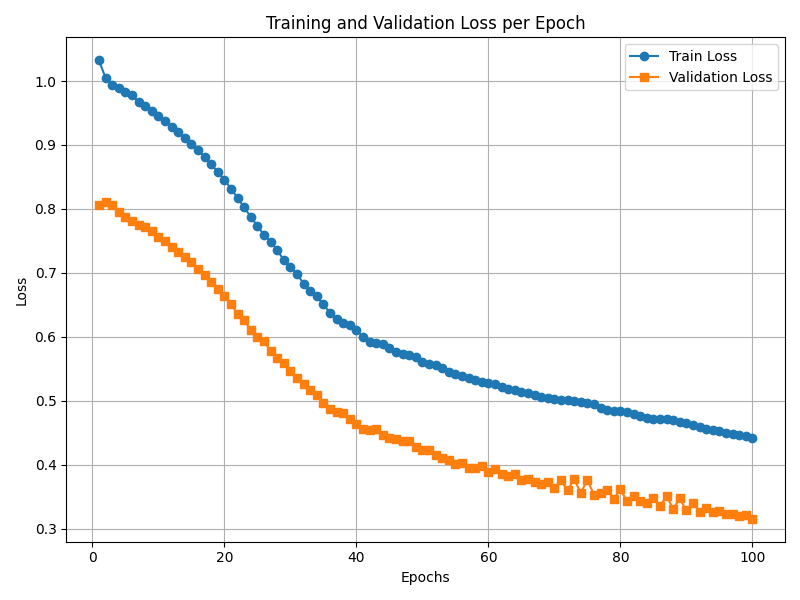 Training and Validation Loss per Epoch
Train Loss
Validation Loss
1.0
0.9
0.8
0.7
0.6
0.5
0.4
0.3
Loss
0 20 40 60 80 100
Epochs